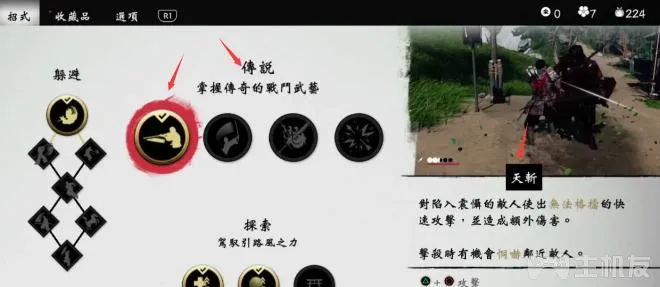 招式 收藏品 選項 R1
0 7 224
躲避
傳說
掌握傳奇的戰鬥武藝
探索
駕馭引路風之力
天斬
對陷入震懾的敵人使出無法格擋的快
速攻擊，並造成額外傷害。
擊殺時有機會恫嚇鄰近敵人。
+ 攻擊
主机友